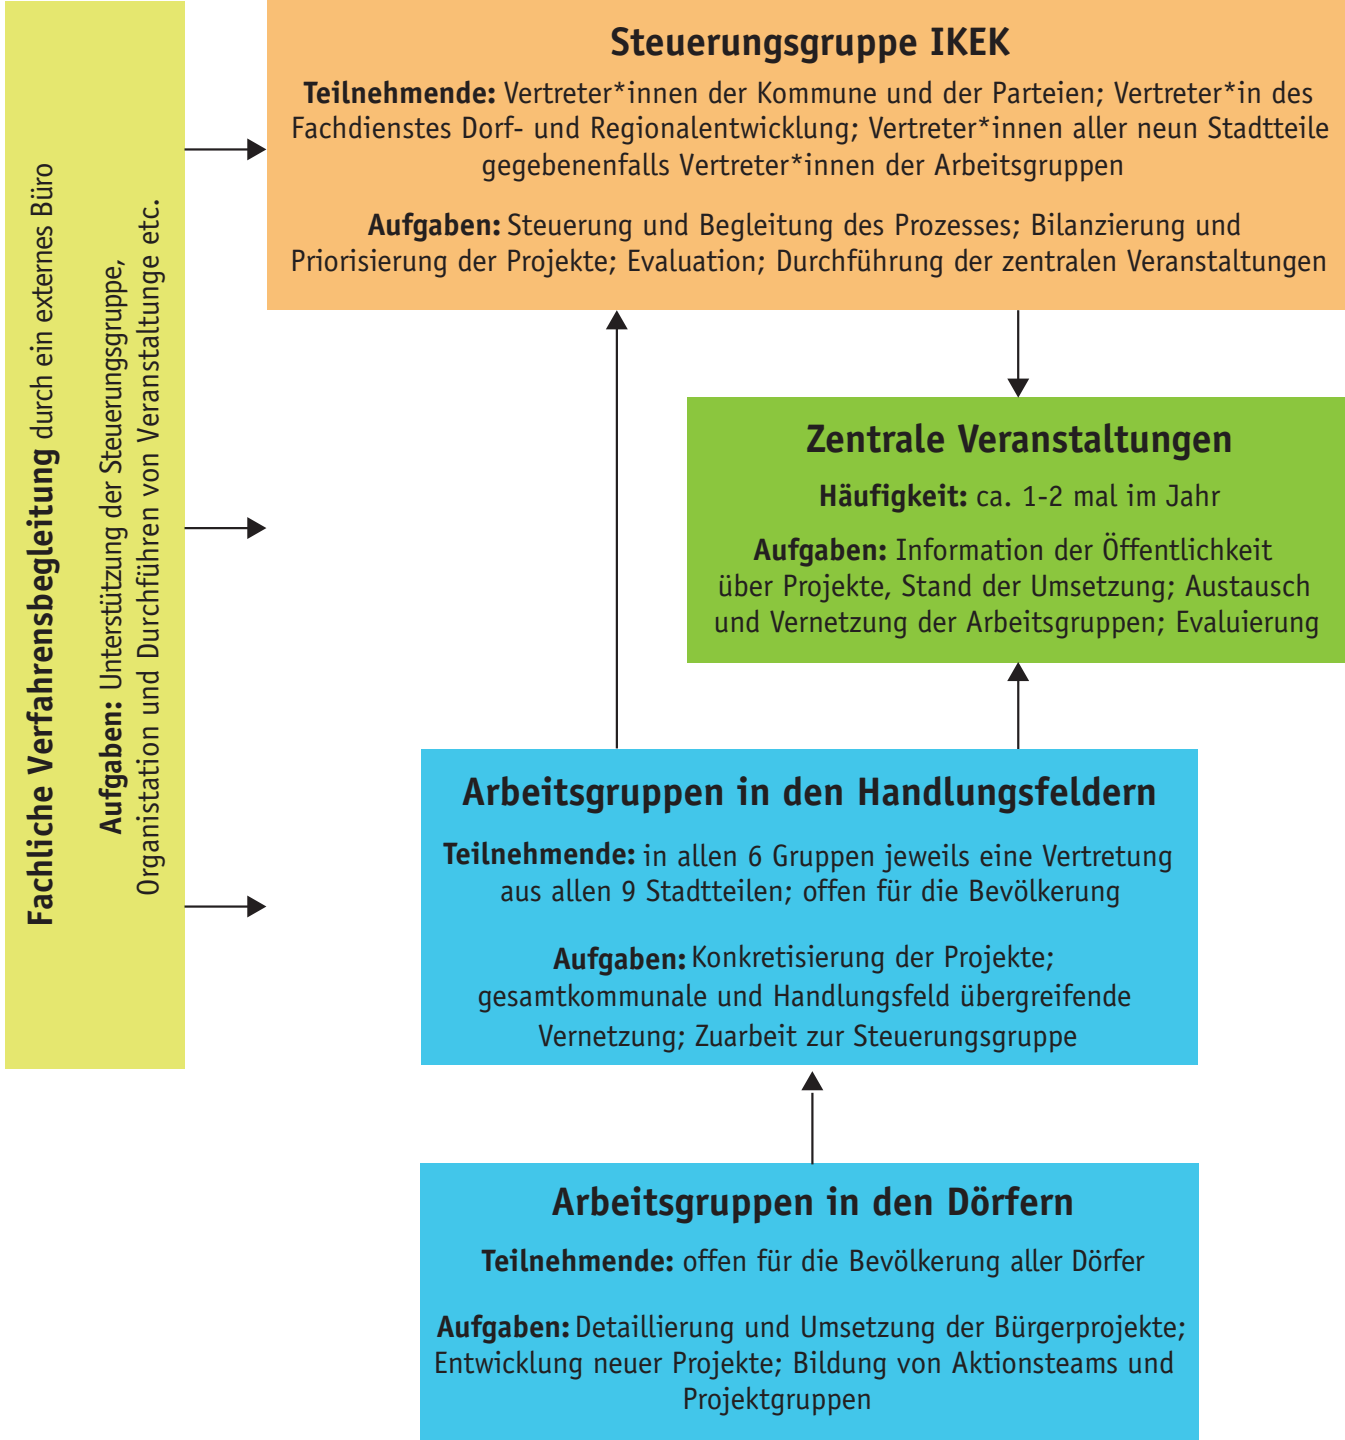 Fachliche Verfahrensbegleitung durch ein externes Büro
Aufgaben: Unterstützung der Steuerungsgruppe,
Organistation und Durchführen von Veranstaltunge etc.
Steuerungsgruppe IKEK
Teilnehmende: Vertreter*innen der Kommune und der Parteien; Vertreter*in des
Fachdienstes Dorf- und Regionalentwicklung; Vertreter*innen aller neun Stadtteile
gegebenenfalls Vertreter*innen der Arbeitsgruppen
Aufgaben: Steuerung und Begleitung des Prozesses; Bilanzierung und
Priorisierung der Projekte; Evaluation; Durchführung der zentralen Veranstaltungen
Zentrale Veranstaltungen
Häufigkeit: ca. 1-2 mal im Jahr
Aufgaben: Information der Öffentlichkeit
über Projekte, Stand der Umsetzung; Austausch
und Vernetzung der Arbeitsgruppen; Evaluierung
Arbeitsgruppen in den Handlungsfeldern
Teilnehmende: in allen 6 Gruppen jeweils eine Vertretung
aus allen 9 Stadtteilen; offen für die Bevölkerung
Aufgaben: Konkretisierung der Projekte;
gesamtkommunale und Handlungsfeld übergreifende
Vernetzung; Zuarbeit zur Steuerungsgruppe
Arbeitsgruppen in den Dörfern
Teilnehmende: offen für die Bevölkerung aller Dörfer
Aufgaben: Detaillierung und Umsetzung der Bürgerprojekte;
Entwicklung neuer Projekte; Bildung von Aktionsteams und
Projektgruppen